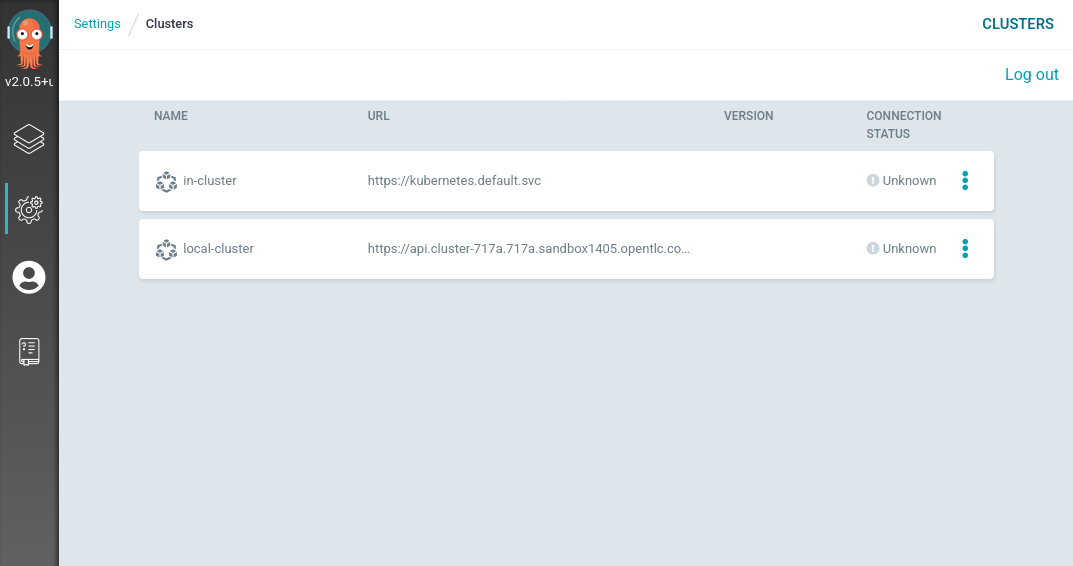 Settings / Clusters
CLUSTERS
v2.0.5+u
Log out
NAME URL VERSION CONNECTION STATUS
in-cluster https://kubernetes.default.svc Unknown
local-cluster https://api.cluster-717a.717a.sandbox1405.opentlc.co... Unknown